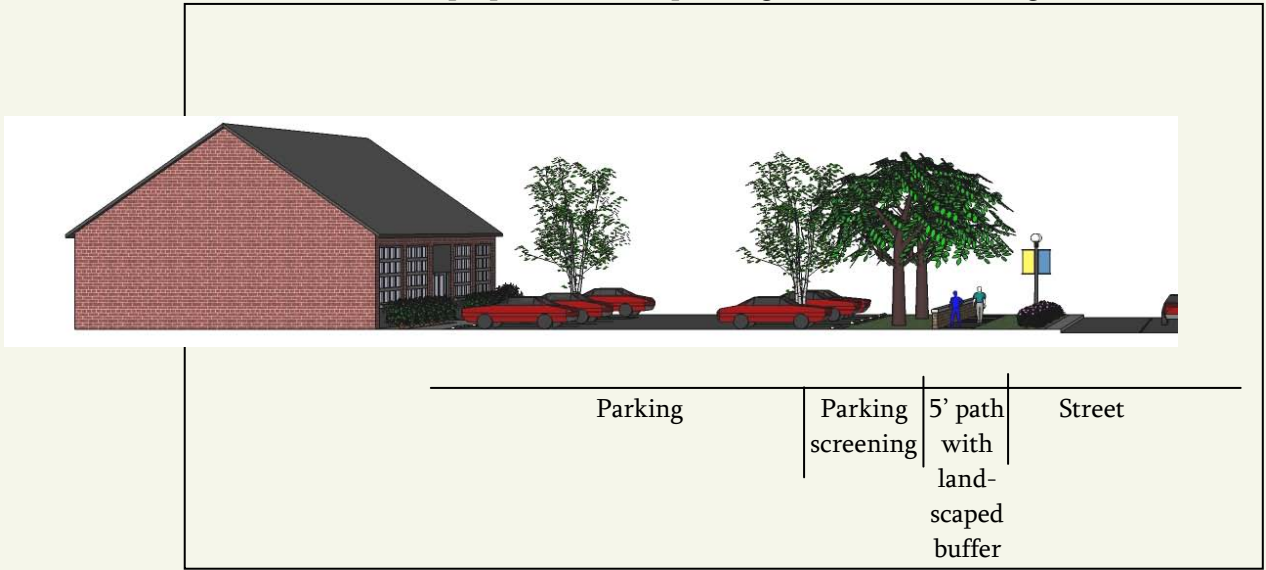 Parking
Parking
screening
5' path
with
land-
scaped
buffer
Street